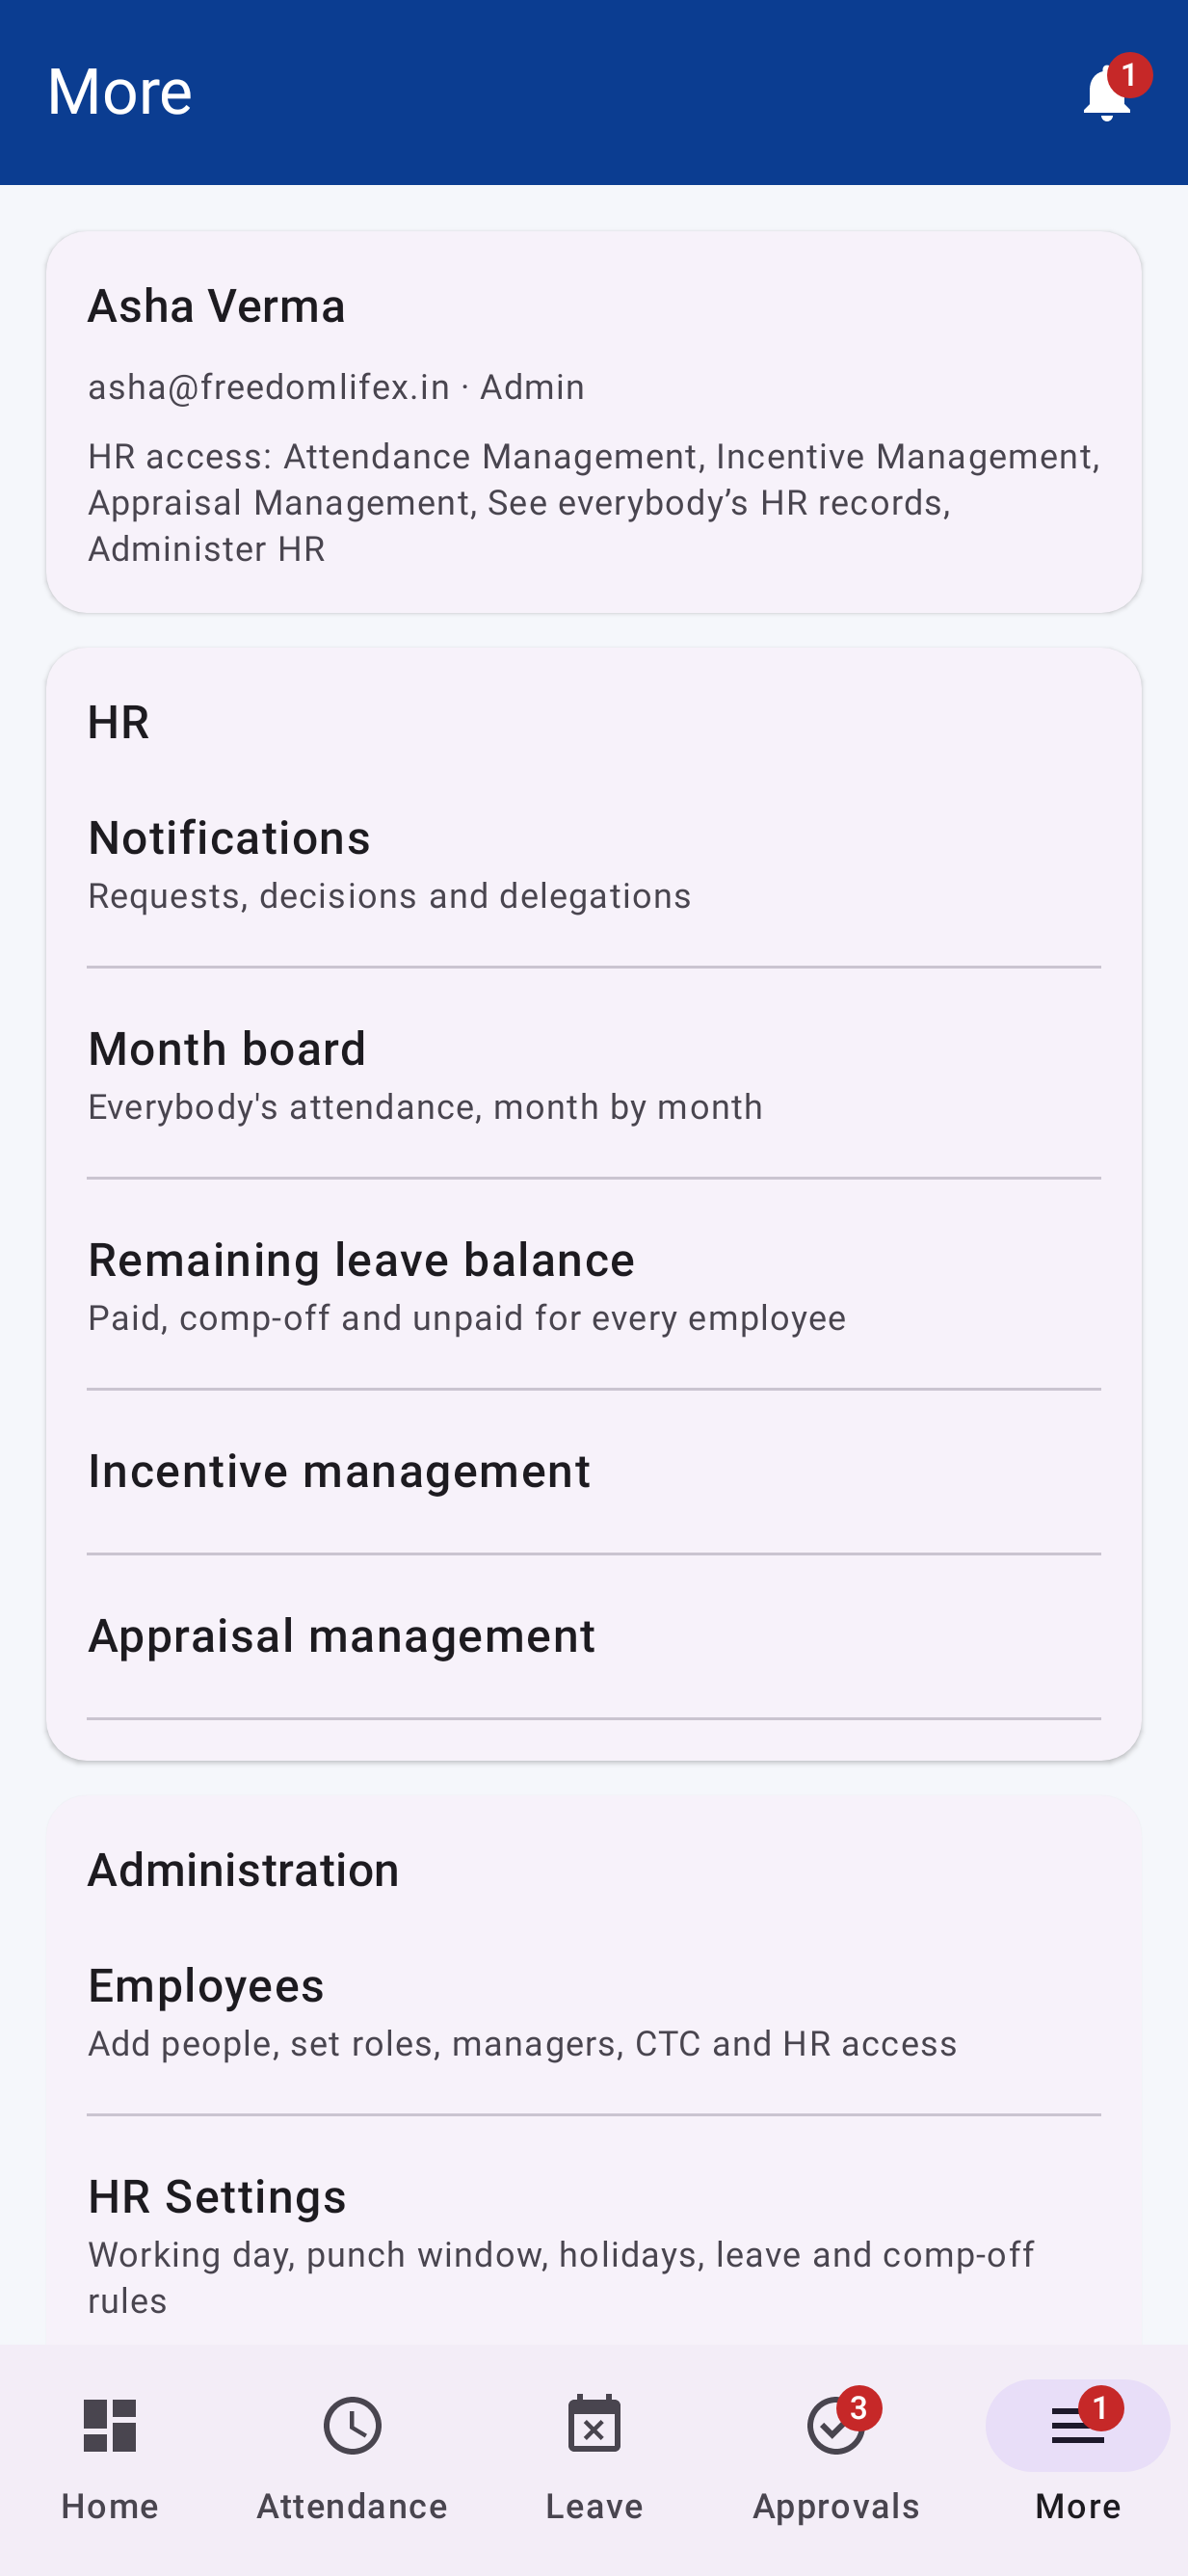 More
1
Asha Verma
asha@freedomlifex.in · Admin
HR access: Attendance Management, Incentive Management,
Appraisal Management, See everybody’s HR records,
Administer HR
HR
Notifications
Requests, decisions and delegations
Month board
Everybody's attendance, month by month
Remaining leave balance
Paid, comp-off and unpaid for every employee
Incentive management
Appraisal management
Administration
Employees
Add people, set roles, managers, CTC and HR access
HR Settings
Working day, punch window, holidays, leave and comp-off
rules
3
1
Home
Attendance
Leave
Approvals
More